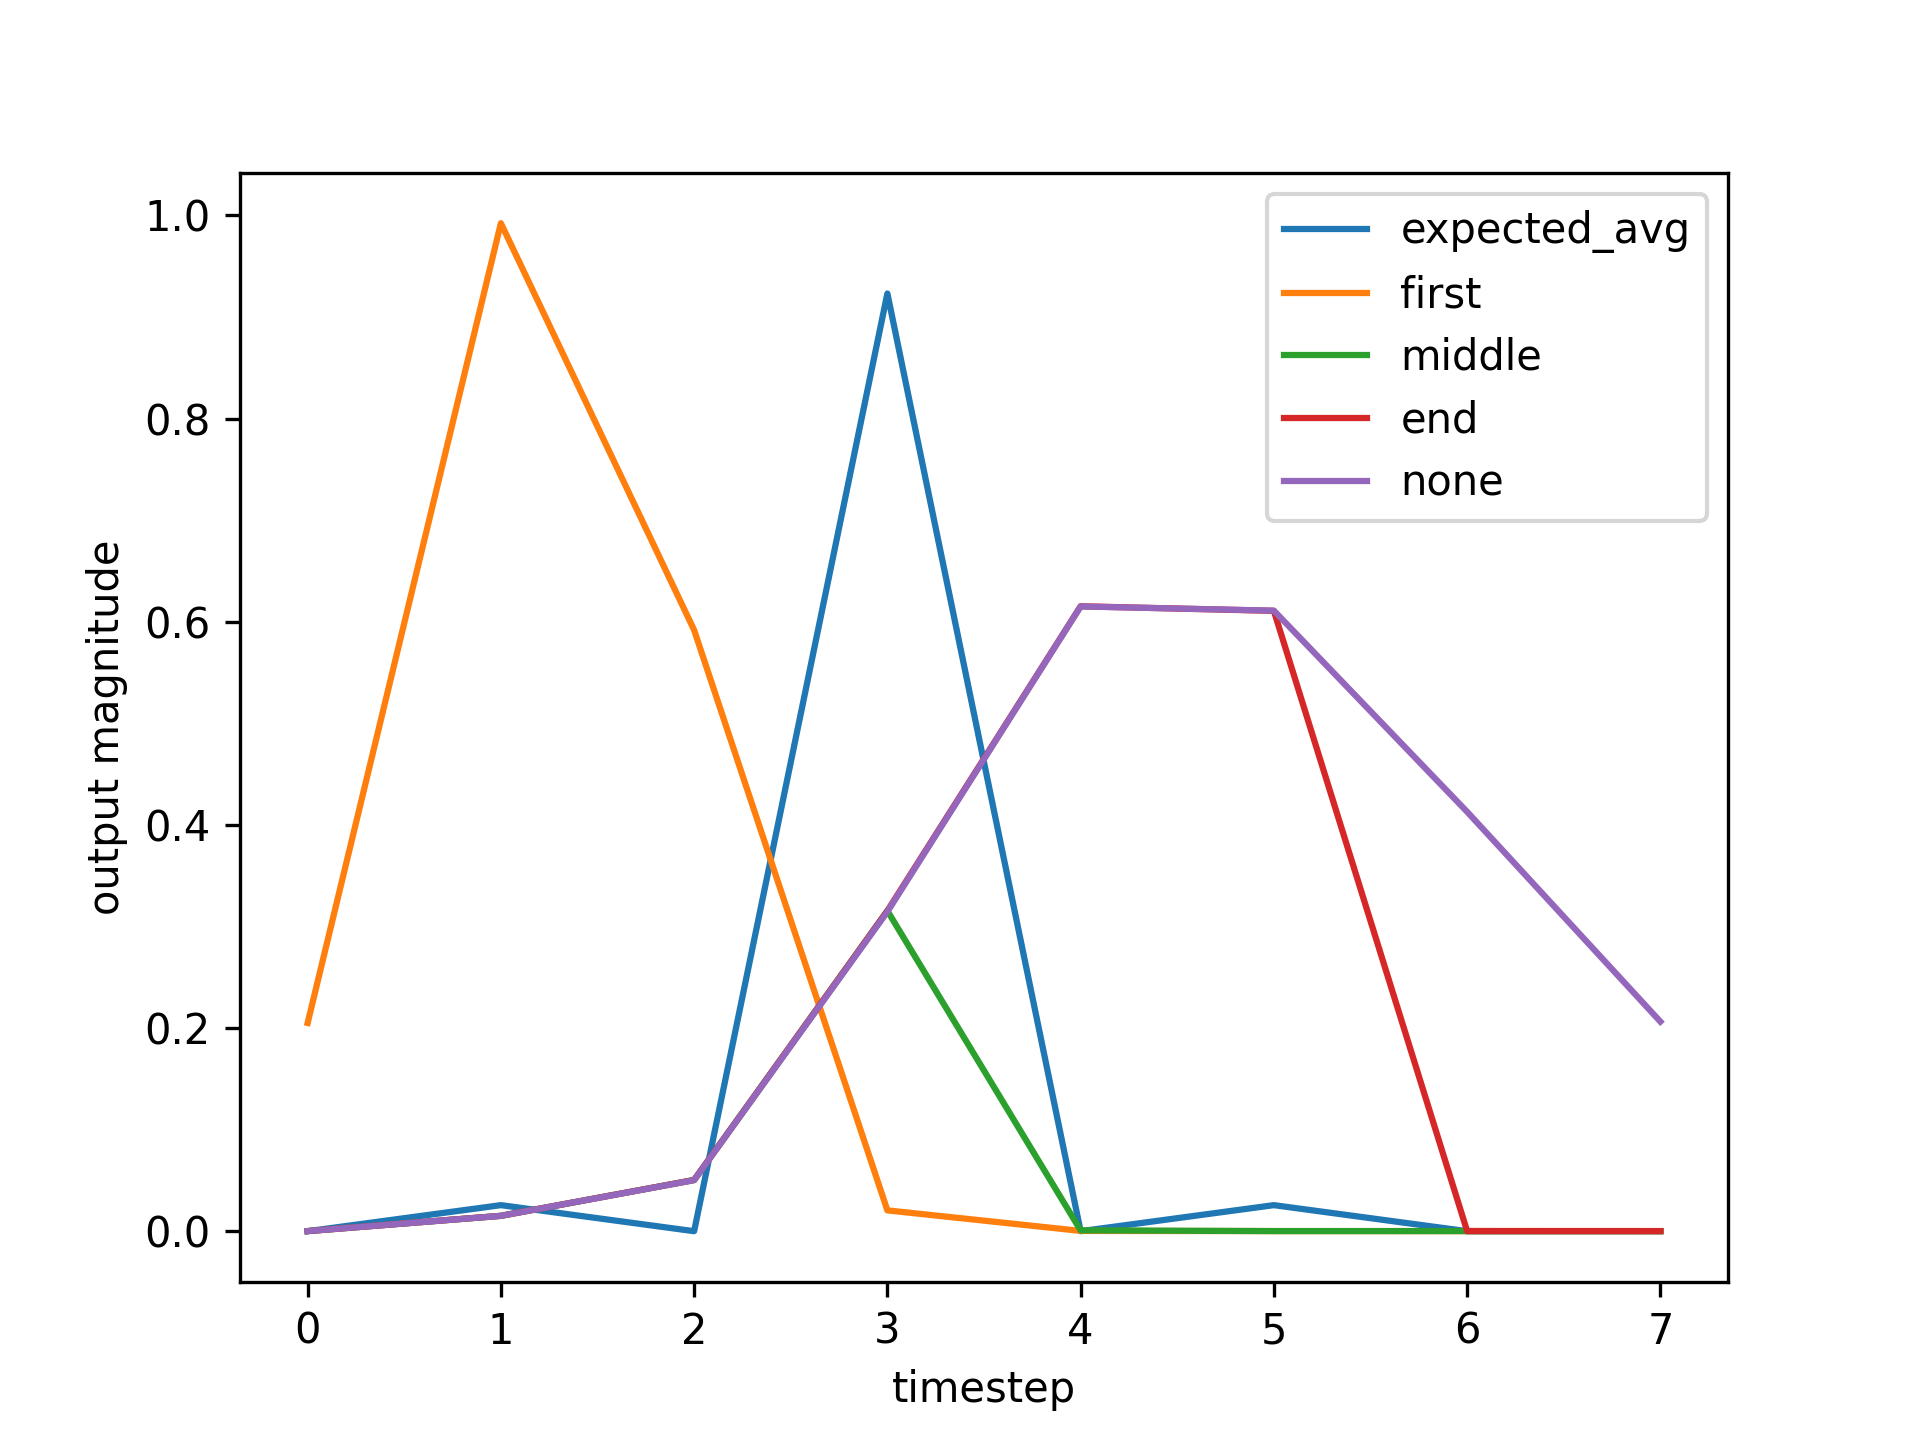 output magnitude
1.0
0.8
0.6
0.4
0.2
0.0
expected_avg
first
middle
end
none
0 1 2 3 4 5 6 7
timestep